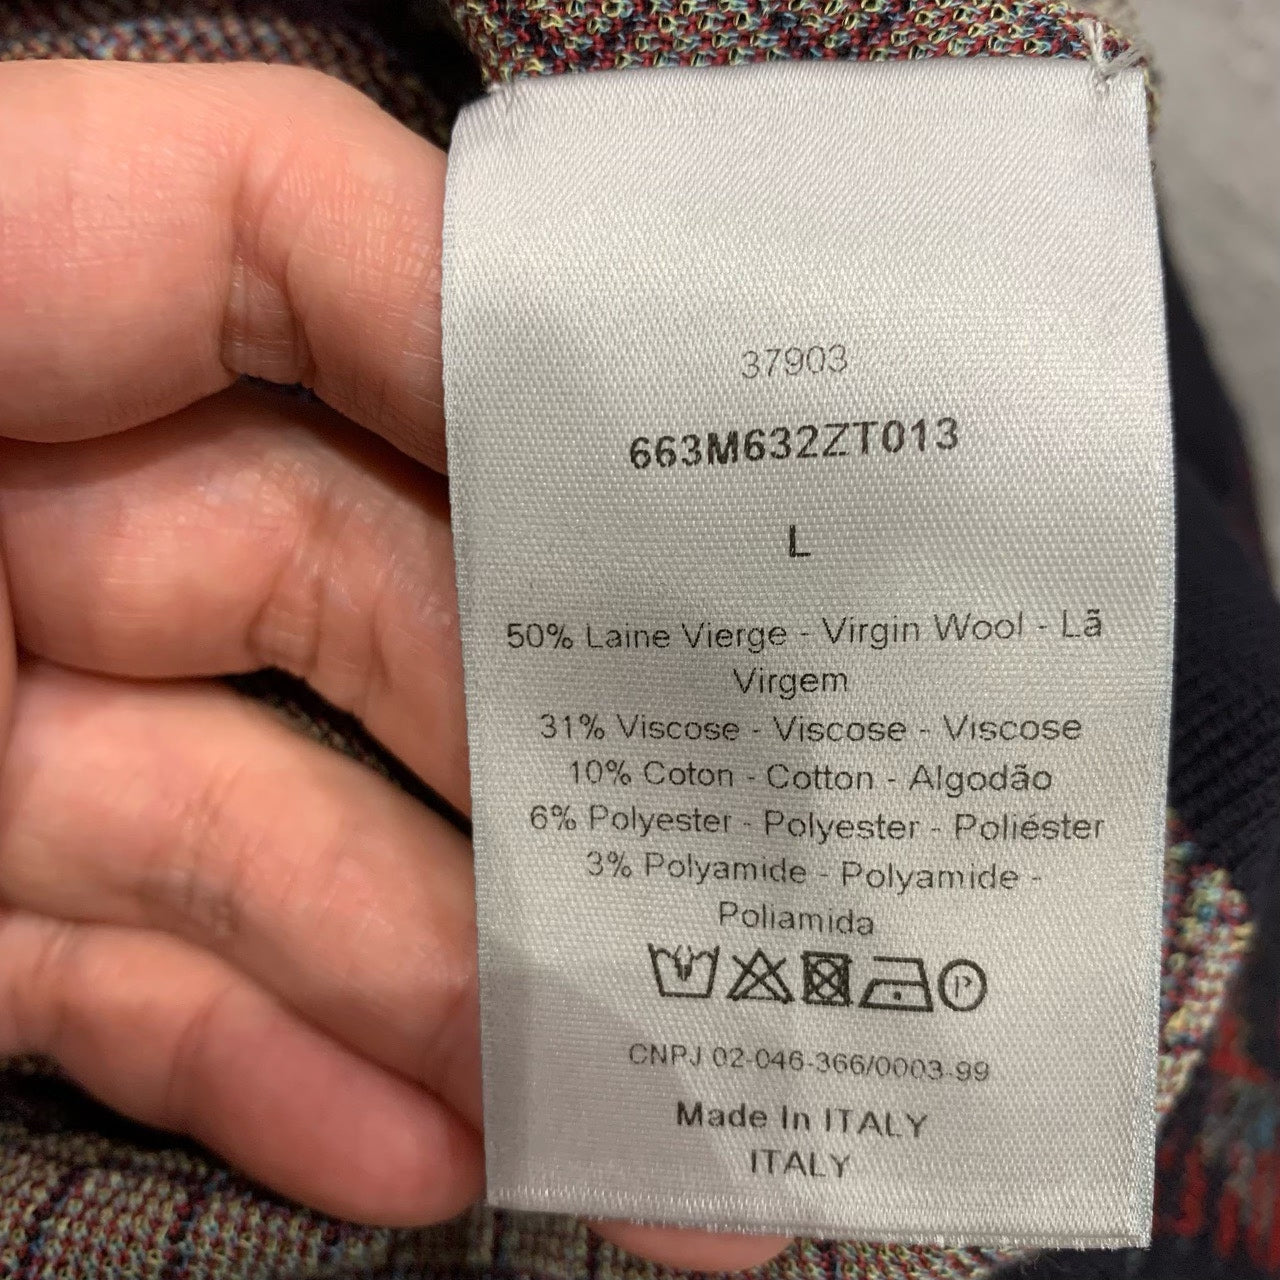 37903
663M632ZT013
L
50% Laine Vierge - Virgin Wool - Lã
Virgem
31% Viscose - Viscose - Viscose
10% Coton - Cotton - Algodão
6% Polyester - Polyester - Poliéster
3% Polyamide - Polyamide -
Poliamida
P
CNPJ 02-046-366/0003-99
Made In ITALY
ITALY